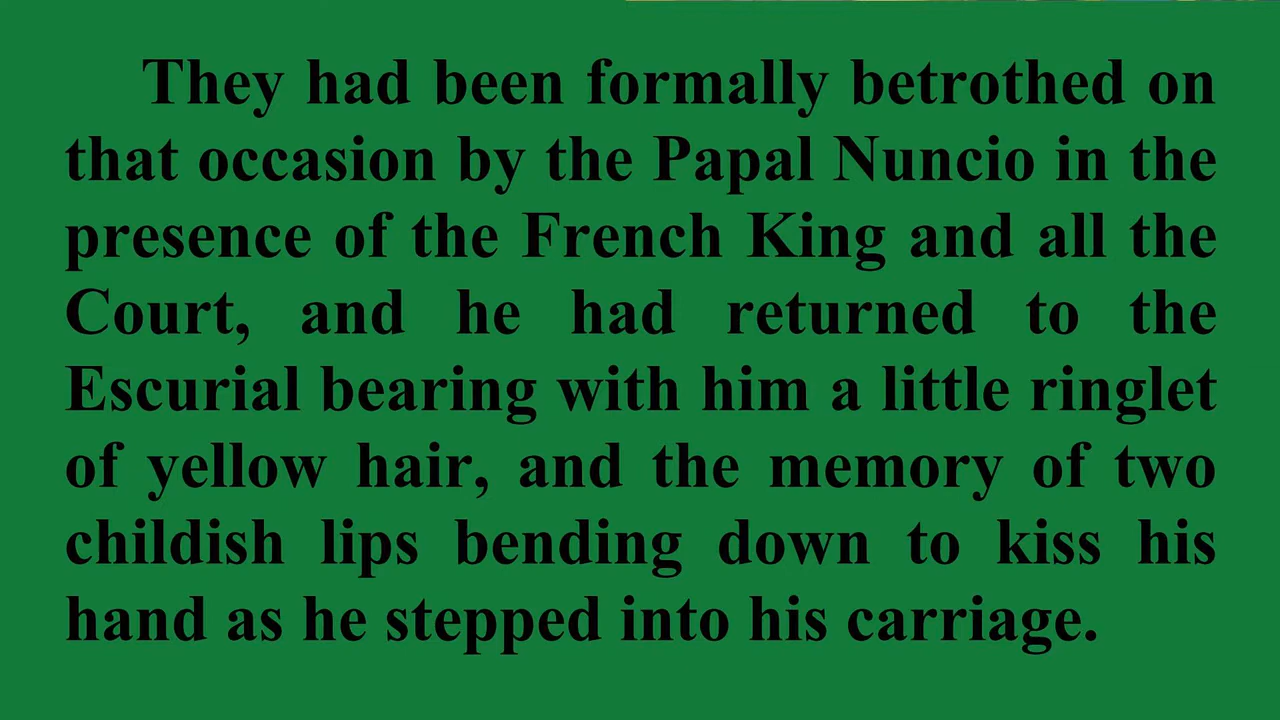 They had been formally betrothed on
that occasion by the Papal Nuncio in the
presence of the French King and all the
Court, and he had returned to the
Escurial bearing with him a little ringlet
of yellow hair, and the memory of two
childish lips bending down to kiss his
hand as he stepped into his carriage.